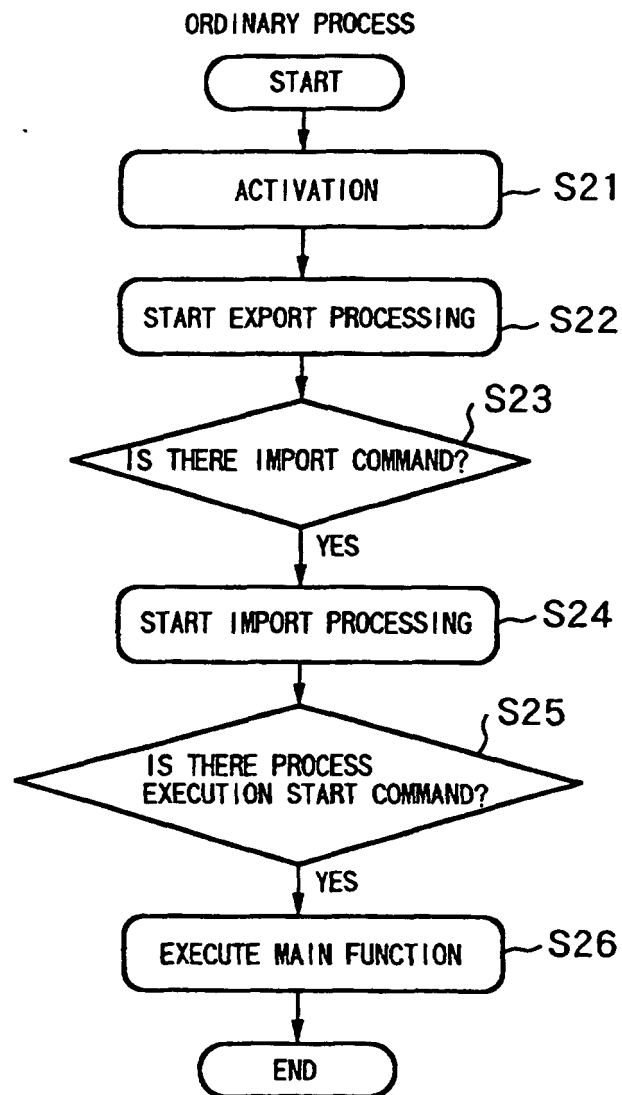 ORDINARY PROCESS
START
ACTIVATION
S21
START EXPORT PROCESSING
S22
S23
IS THERE IMPORT COMMAND?
YES
START IMPORT PROCESSING
S24
S25
IS THERE PROCESS
EXECUTION START COMMAND?
YES
EXECUTE MAIN FUNCTION
S26
END